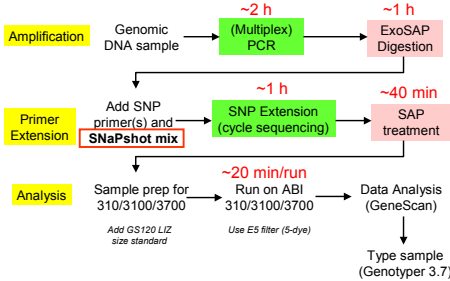 ~2 h
~1 h
Amplification
Genomic
DNA sample
(Multiplex)
PCR
ExoSAP
Digestion
~1 h
~40 min
Primer
Extension
Add SNP
primer(s) and
SNaPshot mix
SNP Extension
(cycle sequencing)
SAP
treatment
~20 min/run
Analysis
Sample prep for
310/3100/3700
Run on ABI
310/3100/3700
Data Analysis
(GeneScan)
Add GS120 LIZ
size standard
Use E5 filter (5-dye)
Type sample
(Genotyper 3.7)